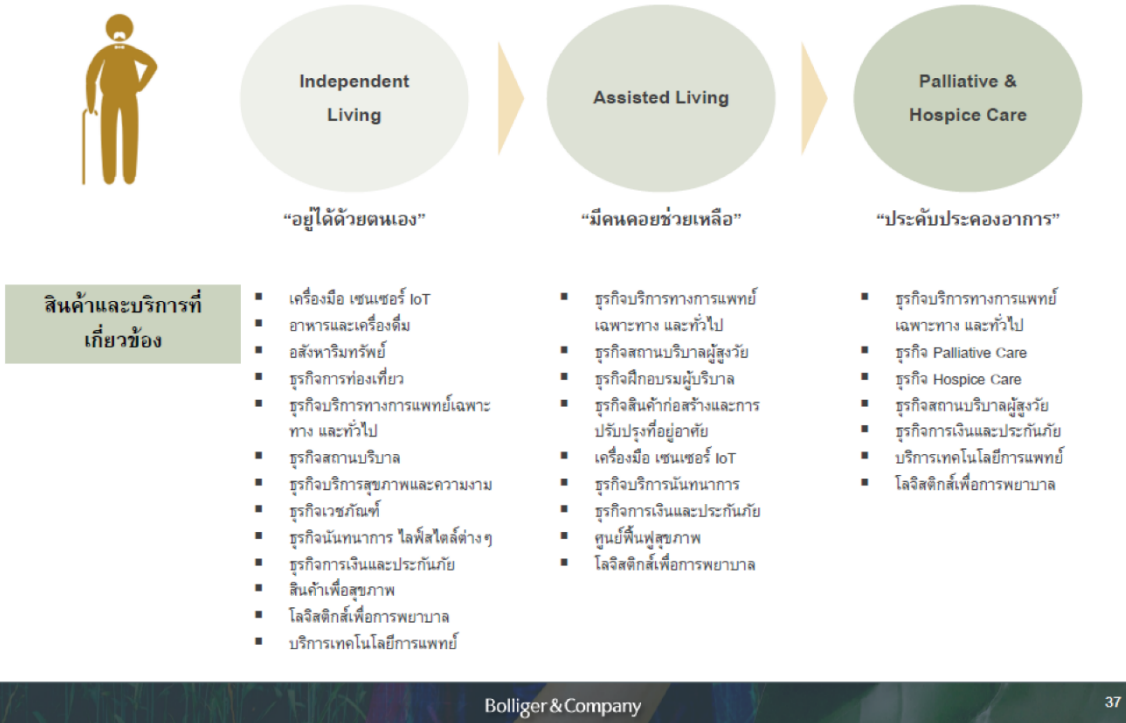 Independent
Living
Assisted Living
Palliative &
Hospice Care
“อยู่ได้ด้วยตนเอง”
“มีคนคอยช่วยเหลือ”
“ประคับประคองอาการ”
สินค้าและบริการที่
เกี่ยวข้อง
▪ เครื่องมือ เซนเซอร์ IoT
▪ อาหารและเครื่องดื่ม
▪ อสังหาริมทรัพย์
▪ ธุรกิจการท่องเที่ยว
▪ ธุรกิจบริการทางการแพทย์เฉพาะ
ทาง และทั่วไป
▪ ธุรกิจสถานบริบาล
▪ ธุรกิจบริการสุขภาพและความงาม
▪ ธุรกิจเวชภัณฑ์
▪ ธุรกิจนันทนาการ ไลฟ์สไตล์ต่างๆ
▪ ธุรกิจการเงินและประกันภัย
▪ สินค้าเพื่อสุขภาพ
▪ โลจิสติกส์เพื่อการพยาบาล
▪ บริการเทคโนโลยีการแพทย์
▪ ธุรกิจบริการทางการแพทย์
เฉพาะทาง และทั่วไป
▪ ธุรกิจสถานบริบาลผู้สูงวัย
▪ ธุรกิจฝึกอบรมผู้บริบาล
▪ ธุรกิจสินค้าก่อสร้างและการ
ปรับปรุงที่อยู่อาศัย
▪ เครื่องมือ เซนเซอร์ IoT
▪ ธุรกิจบริการนันทนาการ
▪ ธุรกิจการเงินและประกันภัย
▪ ศูนย์ฟื้นฟูสุขภาพ
▪ โลจิสติกส์เพื่อการพยาบาล
▪ ธุรกิจบริการทางการแพทย์
เฉพาะทาง และทั่วไป
▪ ธุรกิจ Palliative Care
▪ ธุรกิจ Hospice Care
▪ ธุรกิจสถานบริบาลผู้สูงวัย
▪ ธุรกิจการเงินและประกันภัย
▪ บริการเทคโนโลยีการแพทย์
▪ โลจิสติกส์เพื่อการพยาบาล
Bolliger & Company
37